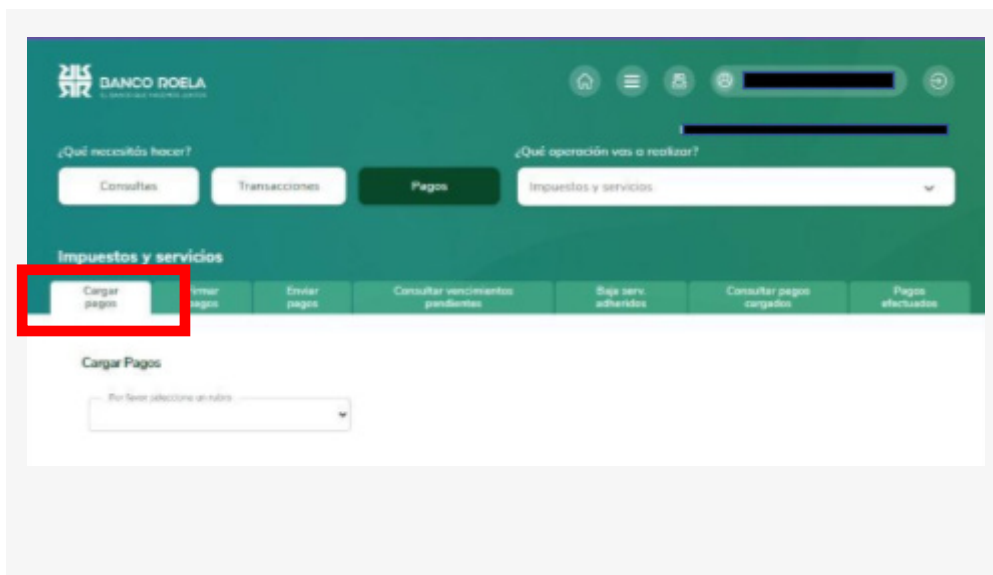 BANCO ROELA
¿Qué necesitás hacer?
¿Qué operación vas a realizar?
Consultas
Transacciones
Pagos
Impuestos y servicios
Impuestos y servicios
Cargar
pagos
pagos
Enviar
pagos
Consultar vencimientos
pendientes
Baja serv.
adheridos
Consultar pagos
cargados
Pagos
efectuados
Cargar Pagos
Por favor seleccione un rubro